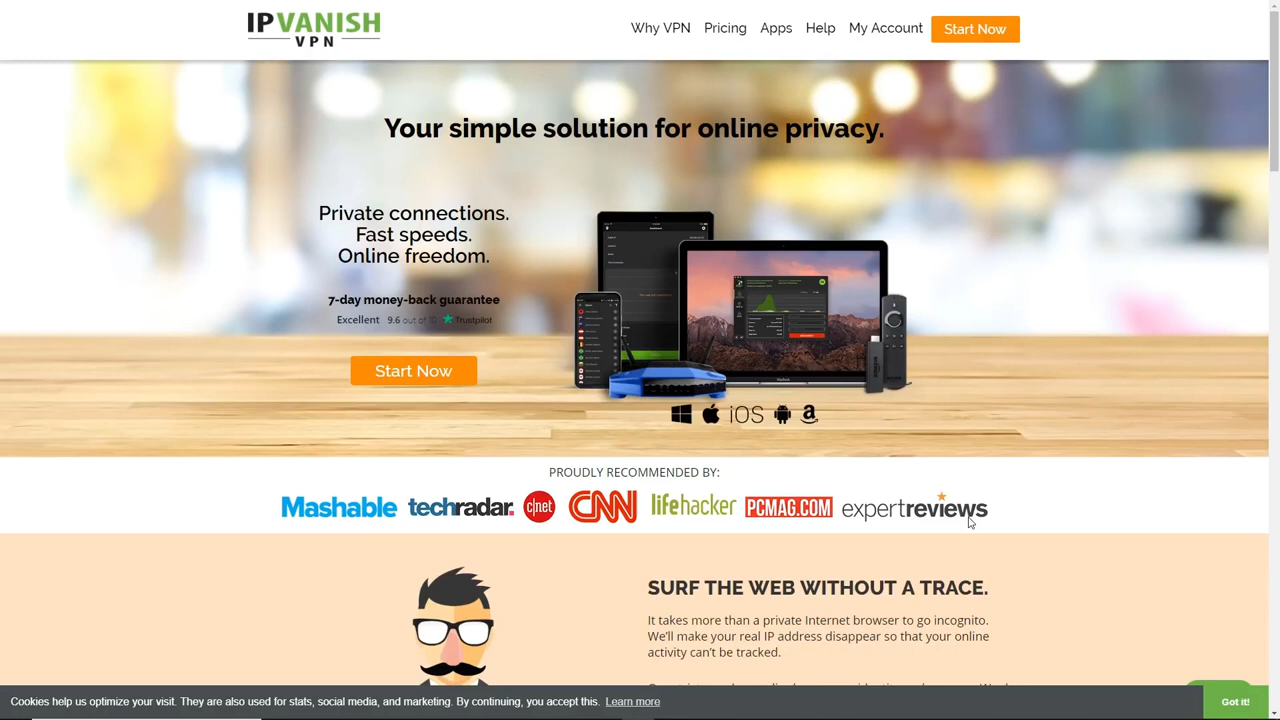 IPVANISH
VPN
Why VPN Pricing Apps Help My Account Start Now
Your simple solution for online privacy.
Private connections.
Fast speeds.
Online freedom.
7-day money-back guarantee
Excellent 9.6 out of Trustpilot
Start Now
iOS
PROUDLY RECOMMENDED BY:
Mashable techradar. c|net CNN lifehacker PCMAG.COM expertreviews
SURF THE WEB WITHOUT A TRACE.
It takes more than a private Internet browser to go incognito.
We'll make your real IP address disappear so that your online
activity can't be tracked.
Cookies help us optimize your visit. They are also used for stats, social media, and marketing. By continuing, you accept this. Learn more
Got it!